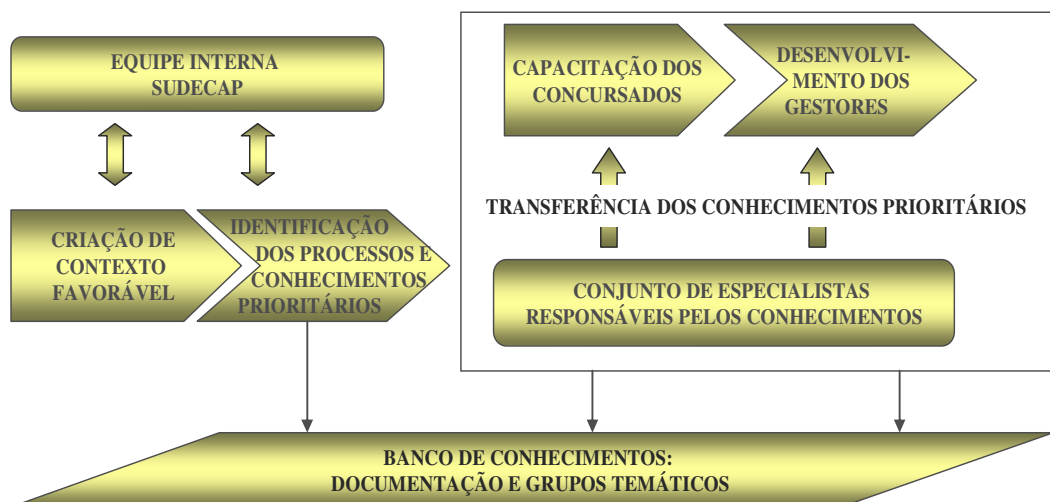 EQUIPE INTERNA
SUDECAP
CRIAÇÃO DE
CONTEXTO
FAVORÁVEL
IDENTIFICAÇÃO
DOS PROCESSOS E
CONHECIMENTOS
PRIORITÁRIOS
CAPACITAÇÃO DOS
CONCURSADOS
DESENVOLVI-
MENTO DOS
GESTORES
TRANSFERÊNCIA DOS CONHECIMENTOS PRIORITÁRIOS
CONJUNTO DE ESPECIALISTAS
RESPONSÁVEIS PELOS CONHECIMENTOS
BANCO DE CONHECIMENTOS:
DOCUMENTAÇÃO E GRUPOS TEMÁTICOS